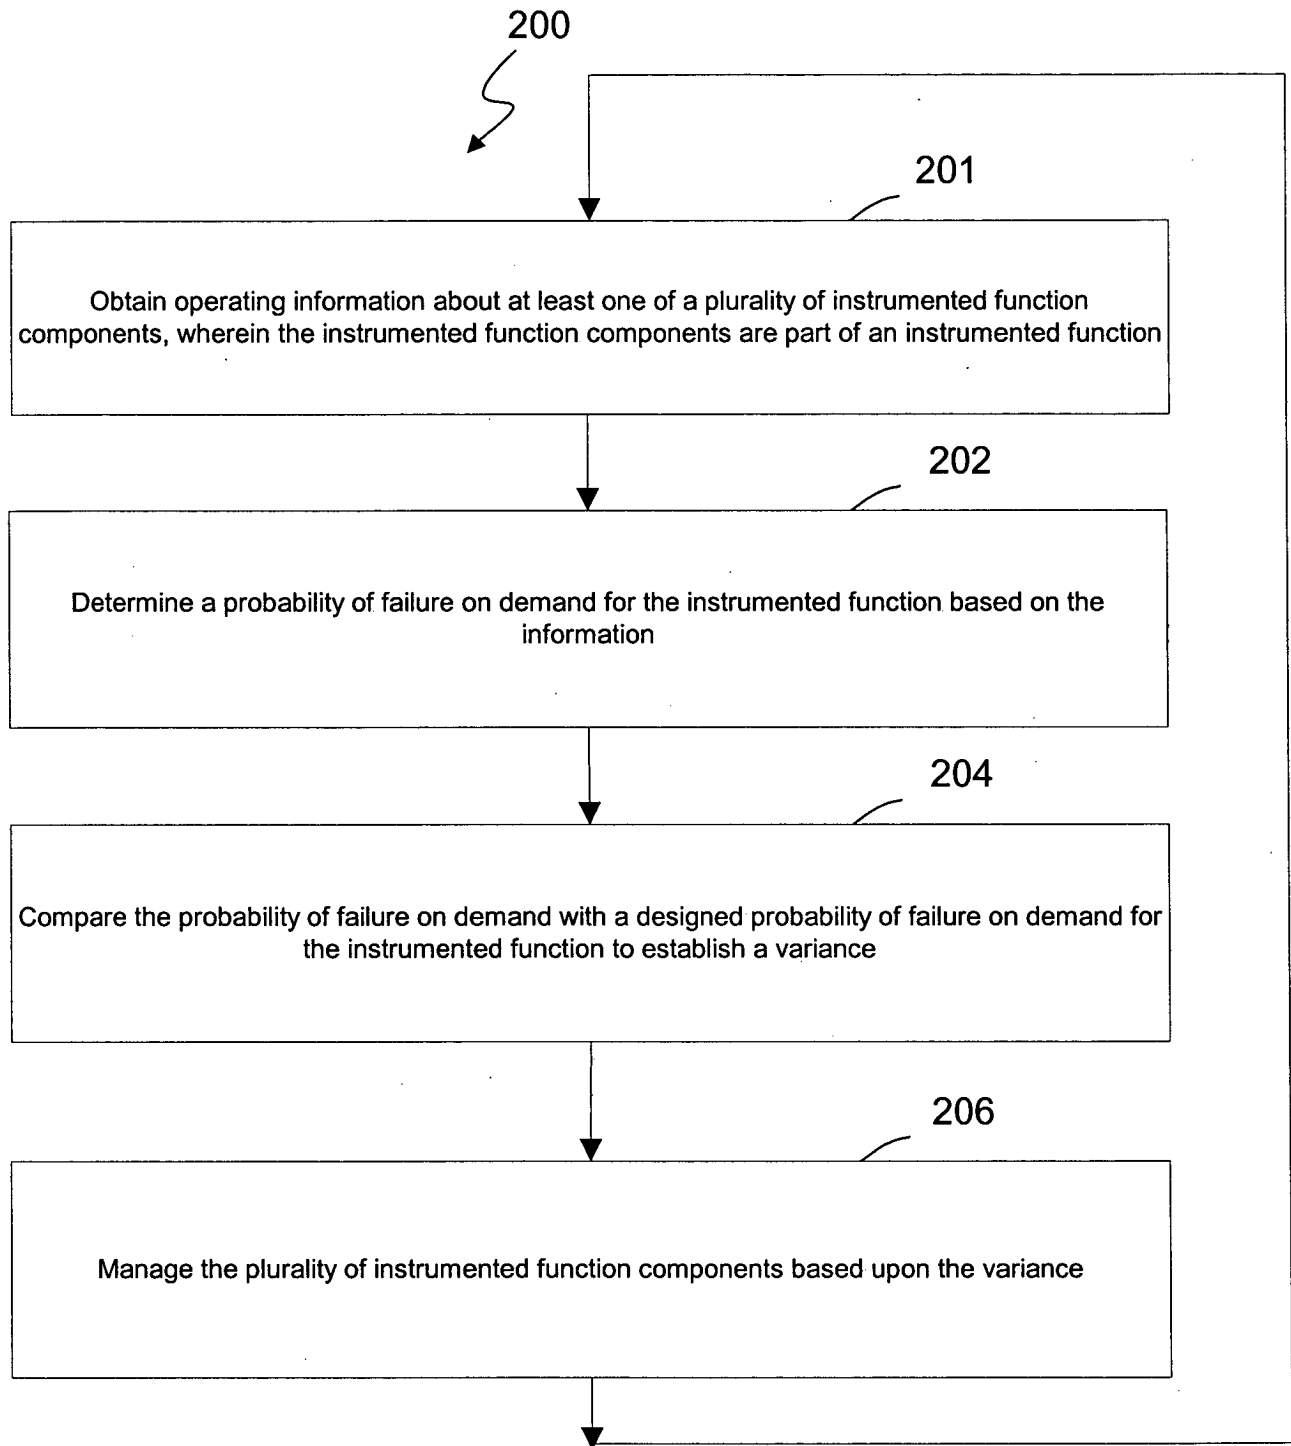 200
201
Obtain operating information about at least one of a plurality of instrumented function
components, wherein the instrumented function components are part of an instrumented function
202
Determine a probability of failure on demand for the instrumented function based on the
information
204
Compare the probability of failure on demand with a designed probability of failure on demand for
the instrumented function to establish a variance
206
Manage the plurality of instrumented function components based upon the variance